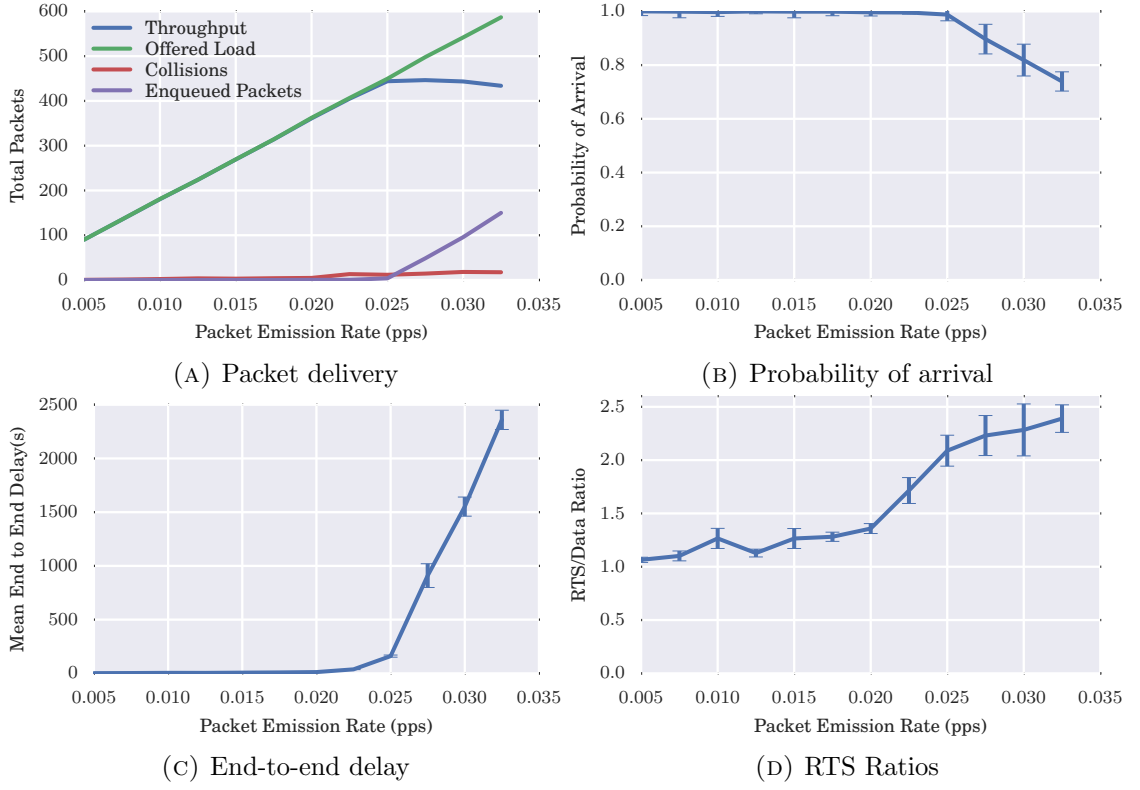 600
500
400
300
200
100
0
Total Packets
Throughput
Offered Load
Collisions
Enqueued Packets
0.005 0.010 0.015 0.020 0.025 0.030 0.035
Packet Emission Rate (pps)
(A) Packet delivery
1.0
0.8
0.6
0.4
0.2
0.0
Probability of Arrival
0.005 0.010 0.015 0.020 0.025 0.030 0.035
Packet Emission Rate (pps)
(B) Probability of arrival
2500
2000
1500
1000
500
0
Mean End to End Delay(s)
0.005 0.010 0.015 0.020 0.025 0.030 0.035
Packet Emission Rate (pps)
(C) End-to-end delay
2.5
2.0
1.5
1.0
0.5
0.0
RTS/Data Ratio
0.005 0.010 0.015 0.020 0.025 0.030 0.035
Packet Emission Rate (pps)
(D) RTS Ratios